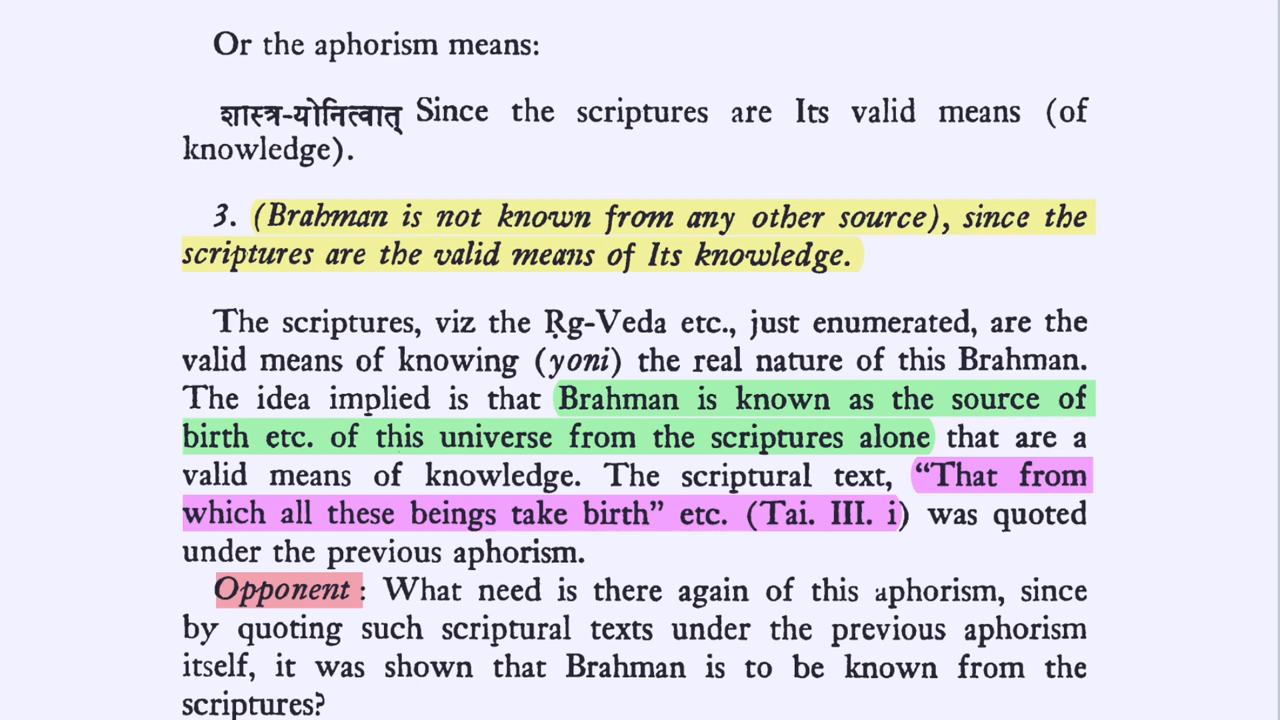 Or the aphorism means:
शास्त्र-योनित्वात् Since the scriptures are Its valid means (of
knowledge).
3. (Brahman is not known from any other source), since the
scriptures are the valid means of Its knowledge.
The scriptures, viz the Ṛg-Veda etc., just enumerated, are the
valid means of knowing (yoni) the real nature of this Brahman.
The idea implied is that Brahman is known as the source of
birth etc. of this universe from the scriptures alone that are a
valid means of knowledge. The scriptural text, “That from
which all these beings take birth” etc. (Tai. III. i) was quoted
under the previous aphorism.
Opponent : What need is there again of this aphorism, since
by quoting such scriptural texts under the previous aphorism
itself, it was shown that Brahman is to be known from the
scriptures?